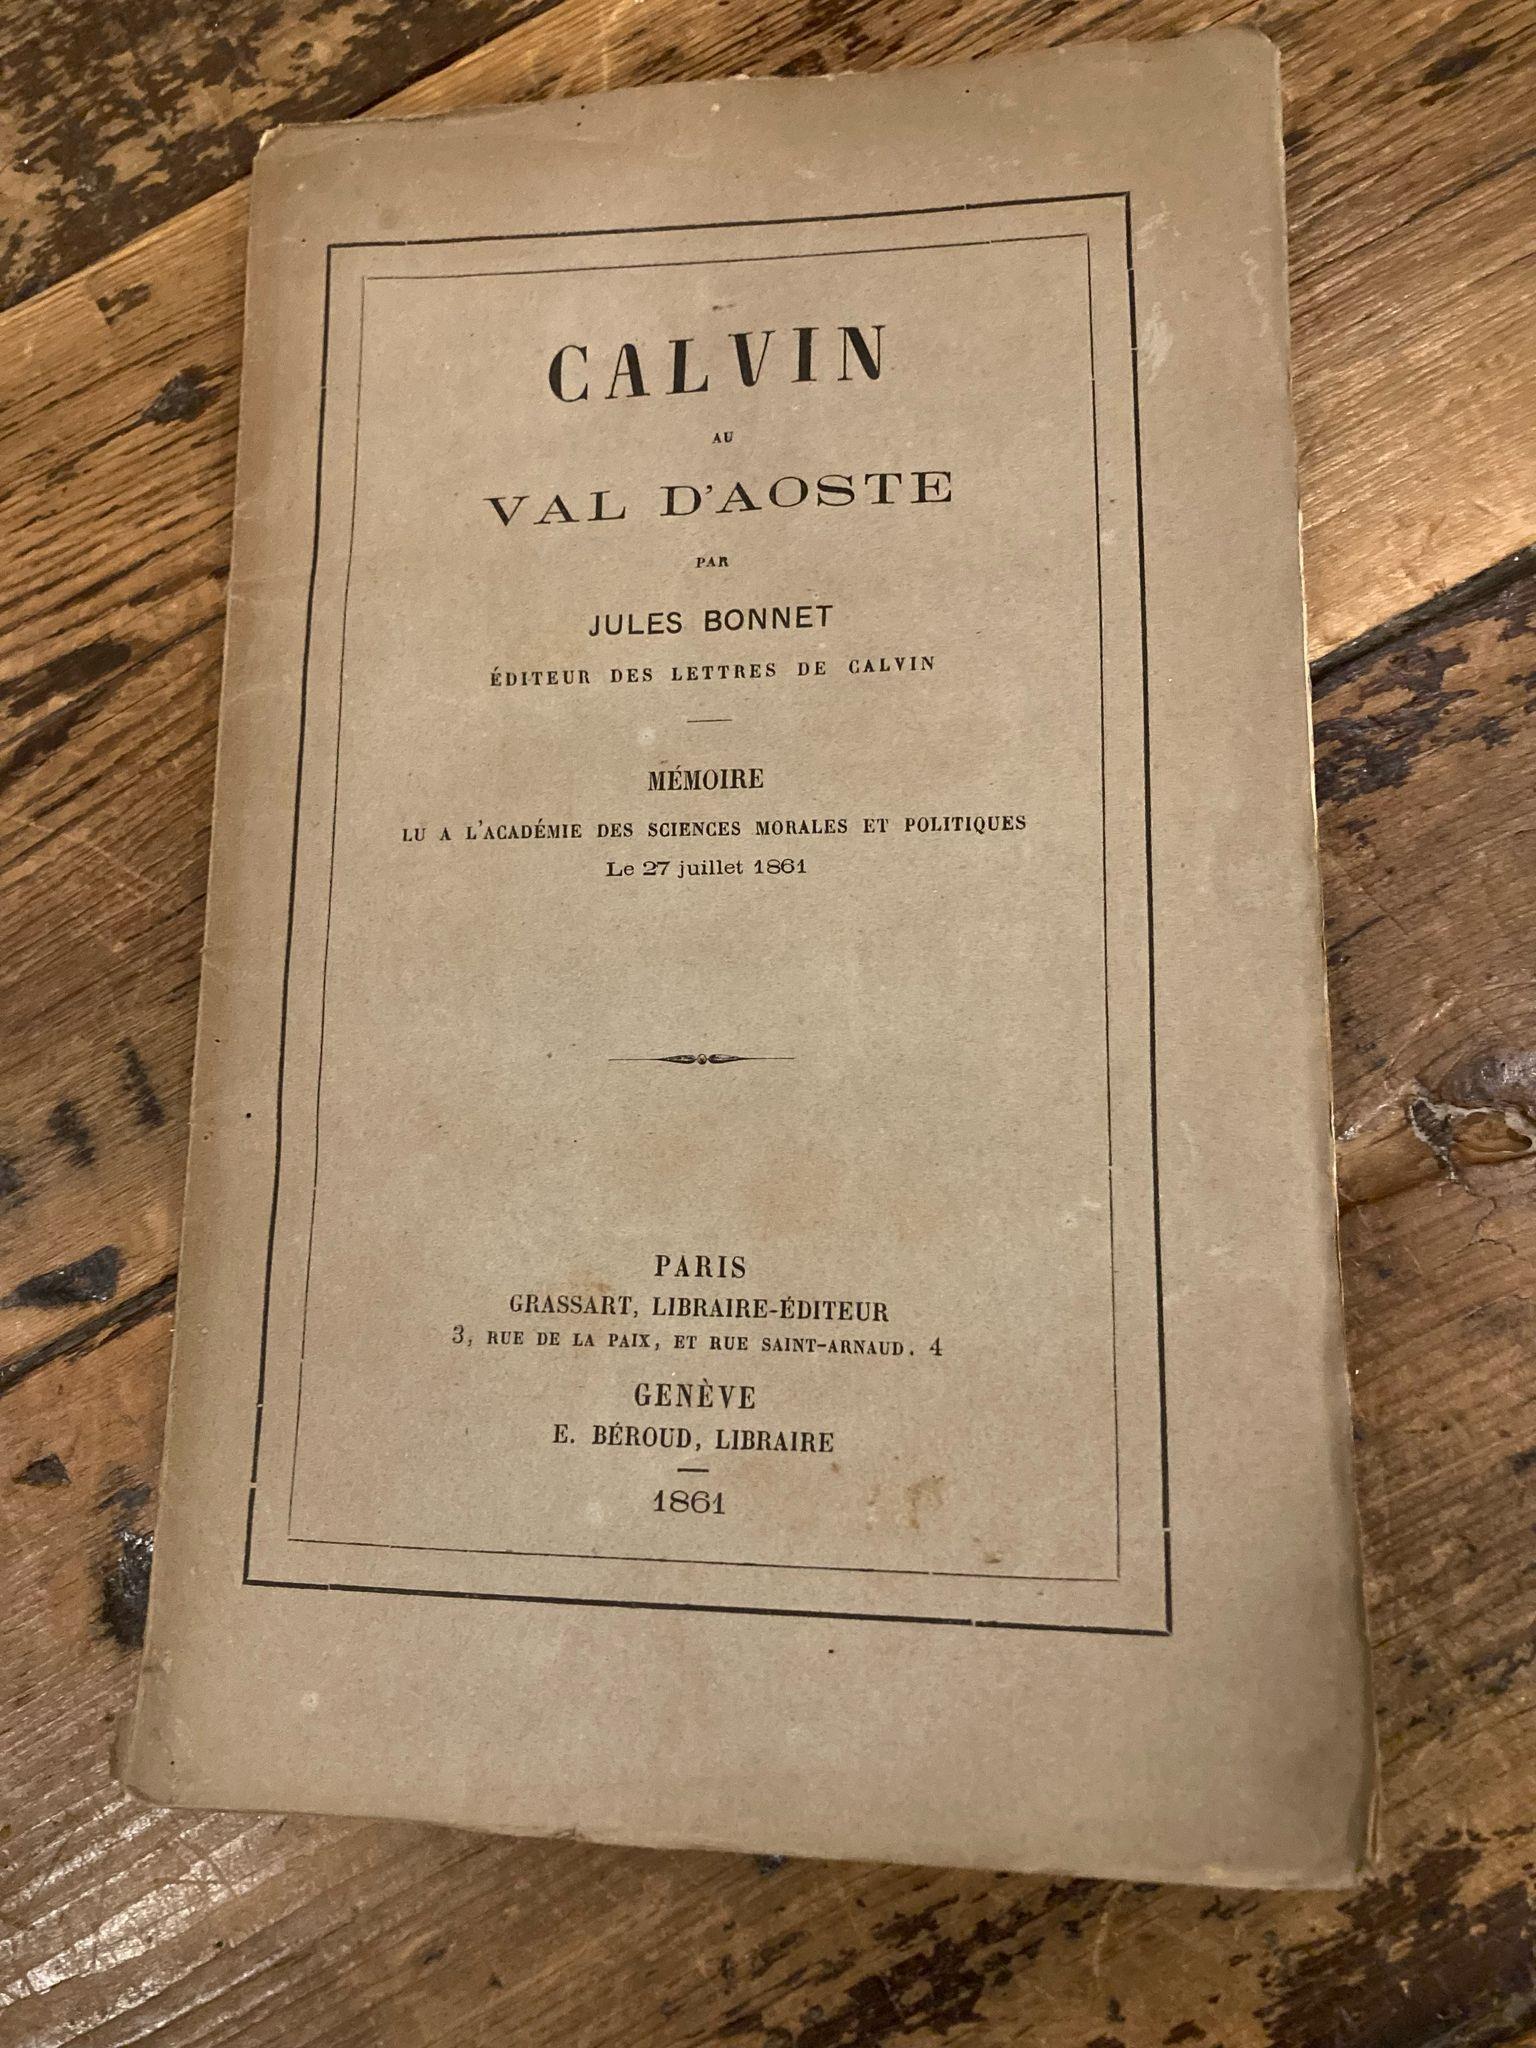 CALVIN
AU
VAL D'AOSTE
PAR
JULES BONNET
ÉDITEUR DES LETTRES DE CALVIN
MÉMOIRE
LU A L'ACADÉMIE DES SCIENCES MORALES ET POLITIQUES
Le 27 juillet 1861
PARIS
GRASSART, LIBRAIRE-ÉDITEUR
3, RUE DE LA PAIX, ET RUE SAINT-ARNAUD. 4
GENÈVE
E. BÉROUD, LIBRAIRE
1861